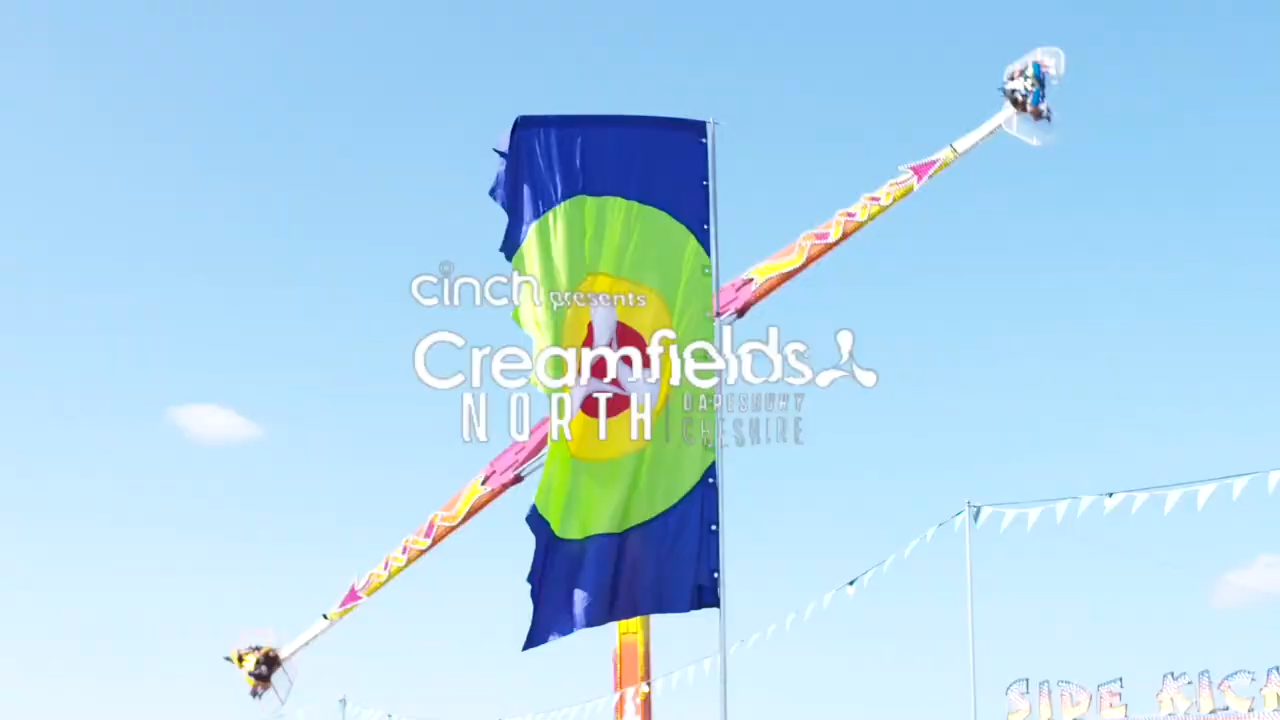 cinch presents
Creamfields
NORTH
DARESBURY
CHESHIRE
SIDE KICK